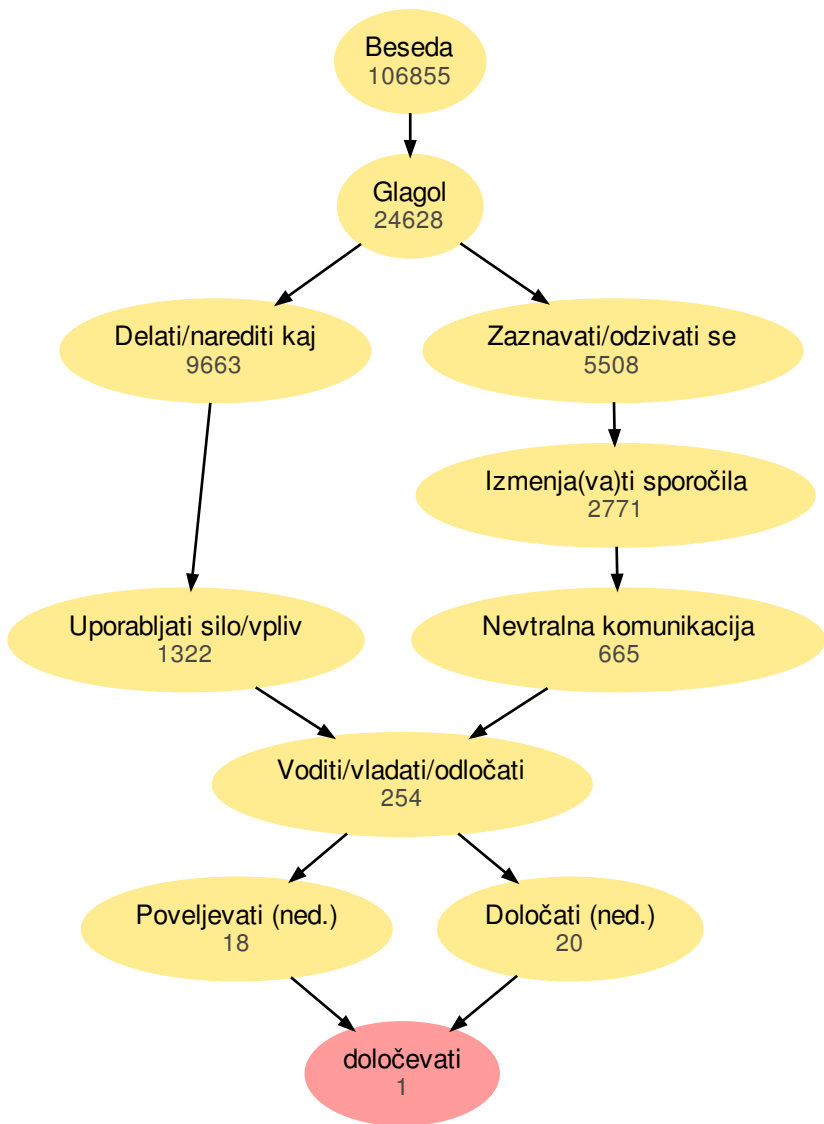 Beseda
106855
Glagol
24628
Delati/narediti kaj
9663
Zaznavati/odzivati se
5508
Izmenja(va)ti sporočila
2771
Uporabljati silo/vpliv
1322
Nevtralna komunikacija
665
Voditi/vladati/odločati
254
Poveljevati (ned.)
18
Določati (ned.)
20
določevati
1